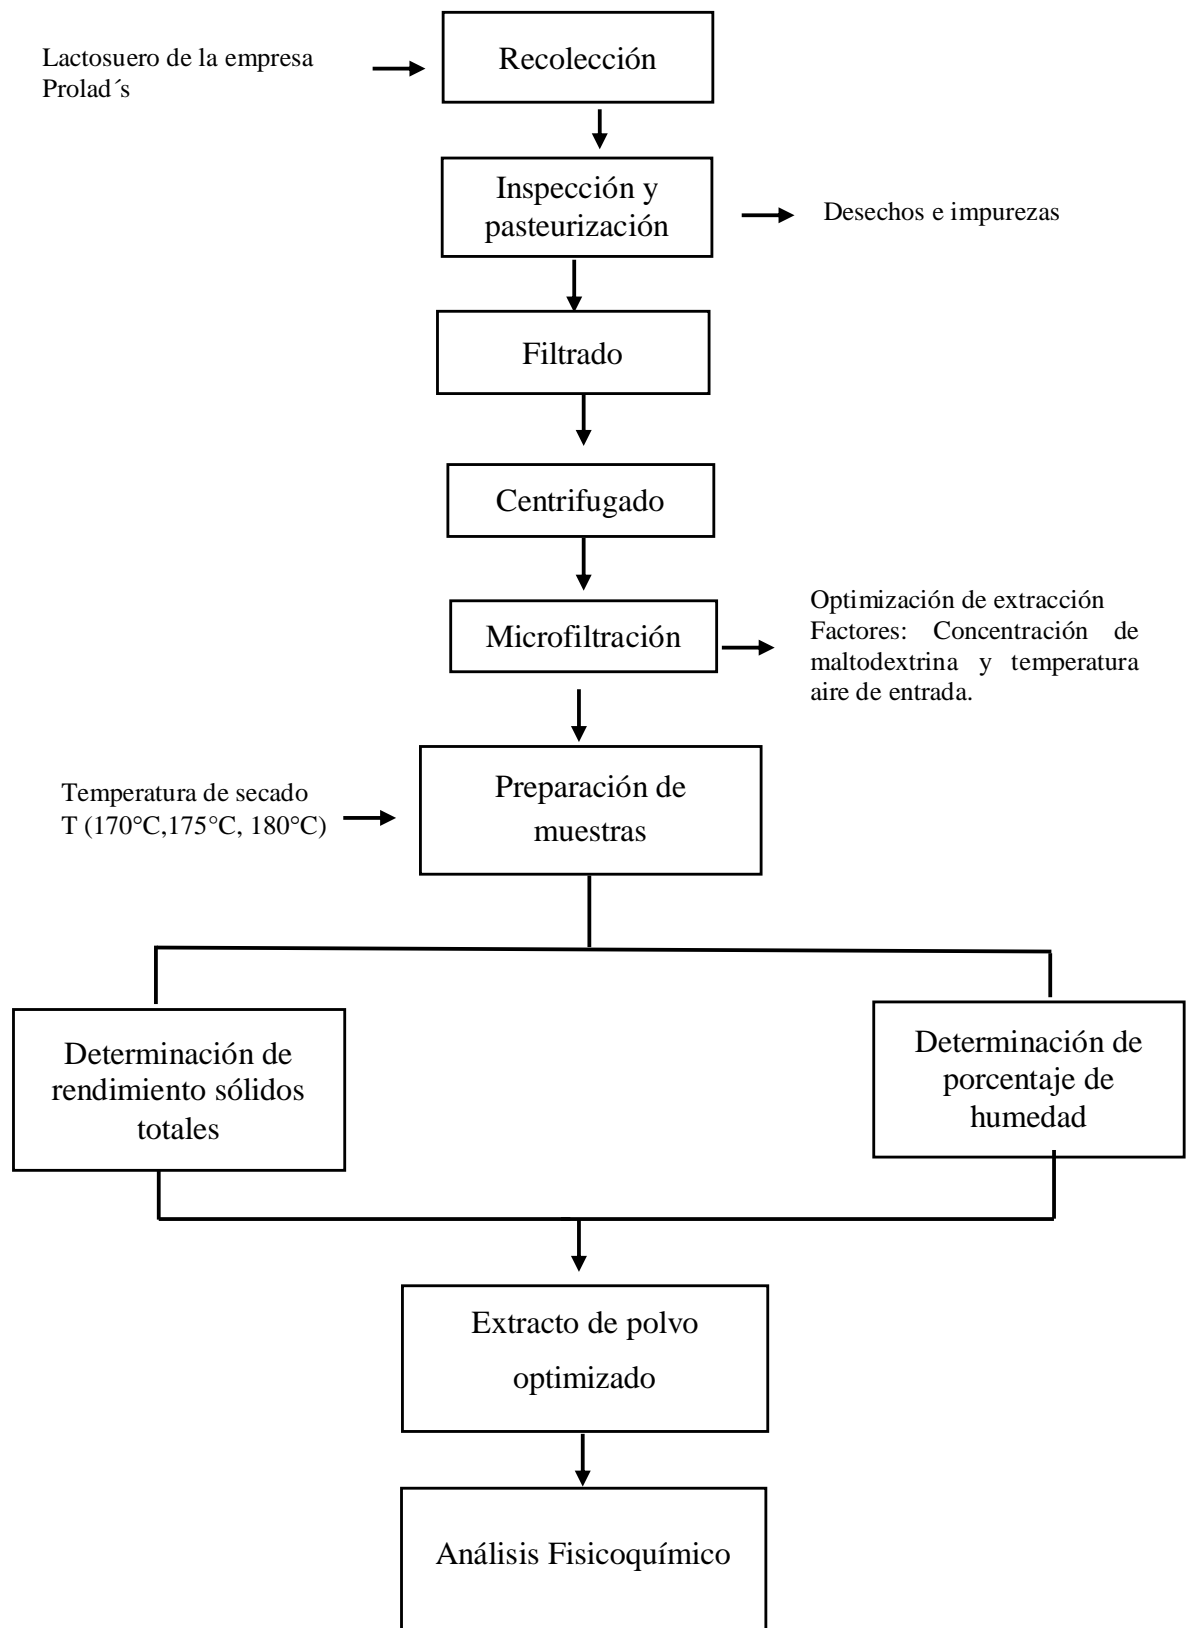 Lactosuero de la empresa
Prolad´s
Recolección
Inspección y
pasteurización
Desechos e impurezas
Filtrado
Centrifugado
Microfiltración
Optimización de extracción
Factores: Concentración de
maltodextrina y temperatura
aire de entrada.
Temperatura de secado
T (170°C,175°C, 180°C)
Preparación de
muestras
Determinación de
rendimiento sólidos
totales
Determinación de
porcentaje de
humedad
Extracto de polvo
optimizado
Análisis Fisicoquímico